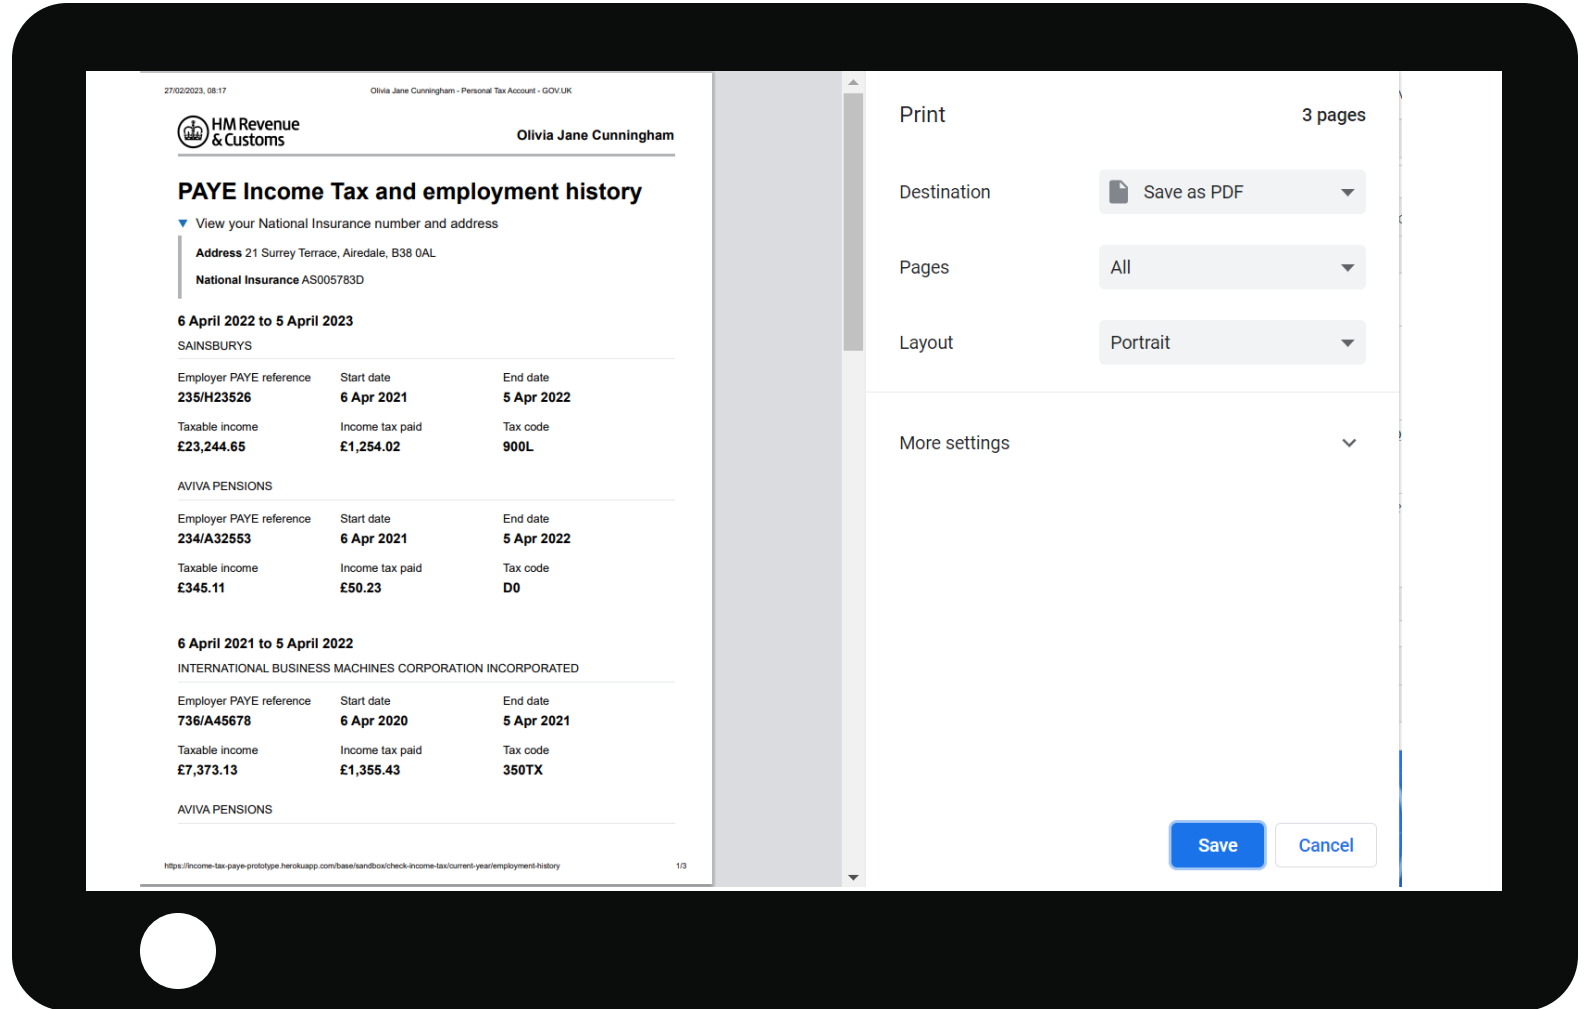 27/02/2023, 08:17 Olivia Jane Cunningham - Personal Tax Account - GOV.UK
HM Revenue
& Customs
Olivia Jane Cunningham
PAYE Income Tax and employment history
View your National Insurance number and address
Address 21 Surrey Terrace, Airedale, B38 0AL
National Insurance AS005783D
6 April 2022 to 5 April 2023
SAINSBURYS
Employer PAYE reference Start date End date
235/H23526 6 Apr 2021 5 Apr 2022
Taxable income Income tax paid Tax code
£23,244.65 £1,254.02 900L
AVIVA PENSIONS
Employer PAYE reference Start date End date
234/A32553 6 Apr 2021 5 Apr 2022
Taxable income Income tax paid Tax code
£345.11 £50.23 D0
6 April 2021 to 5 April 2022
INTERNATIONAL BUSINESS MACHINES CORPORATION INCORPORATED
Employer PAYE reference Start date End date
736/A45678 6 Apr 2020 5 Apr 2021
Taxable income Income tax paid Tax code
£7,373.13 £1,355.43 350TX
AVIVA PENSIONS
https://income-tax-paye-prototype.herokuapp.com/base/sandbox/check-income-tax/current-year/employment-history 1/3
Print 3 pages
Destination Save as PDF
Pages All
Layout Portrait
More settings
Save Cancel